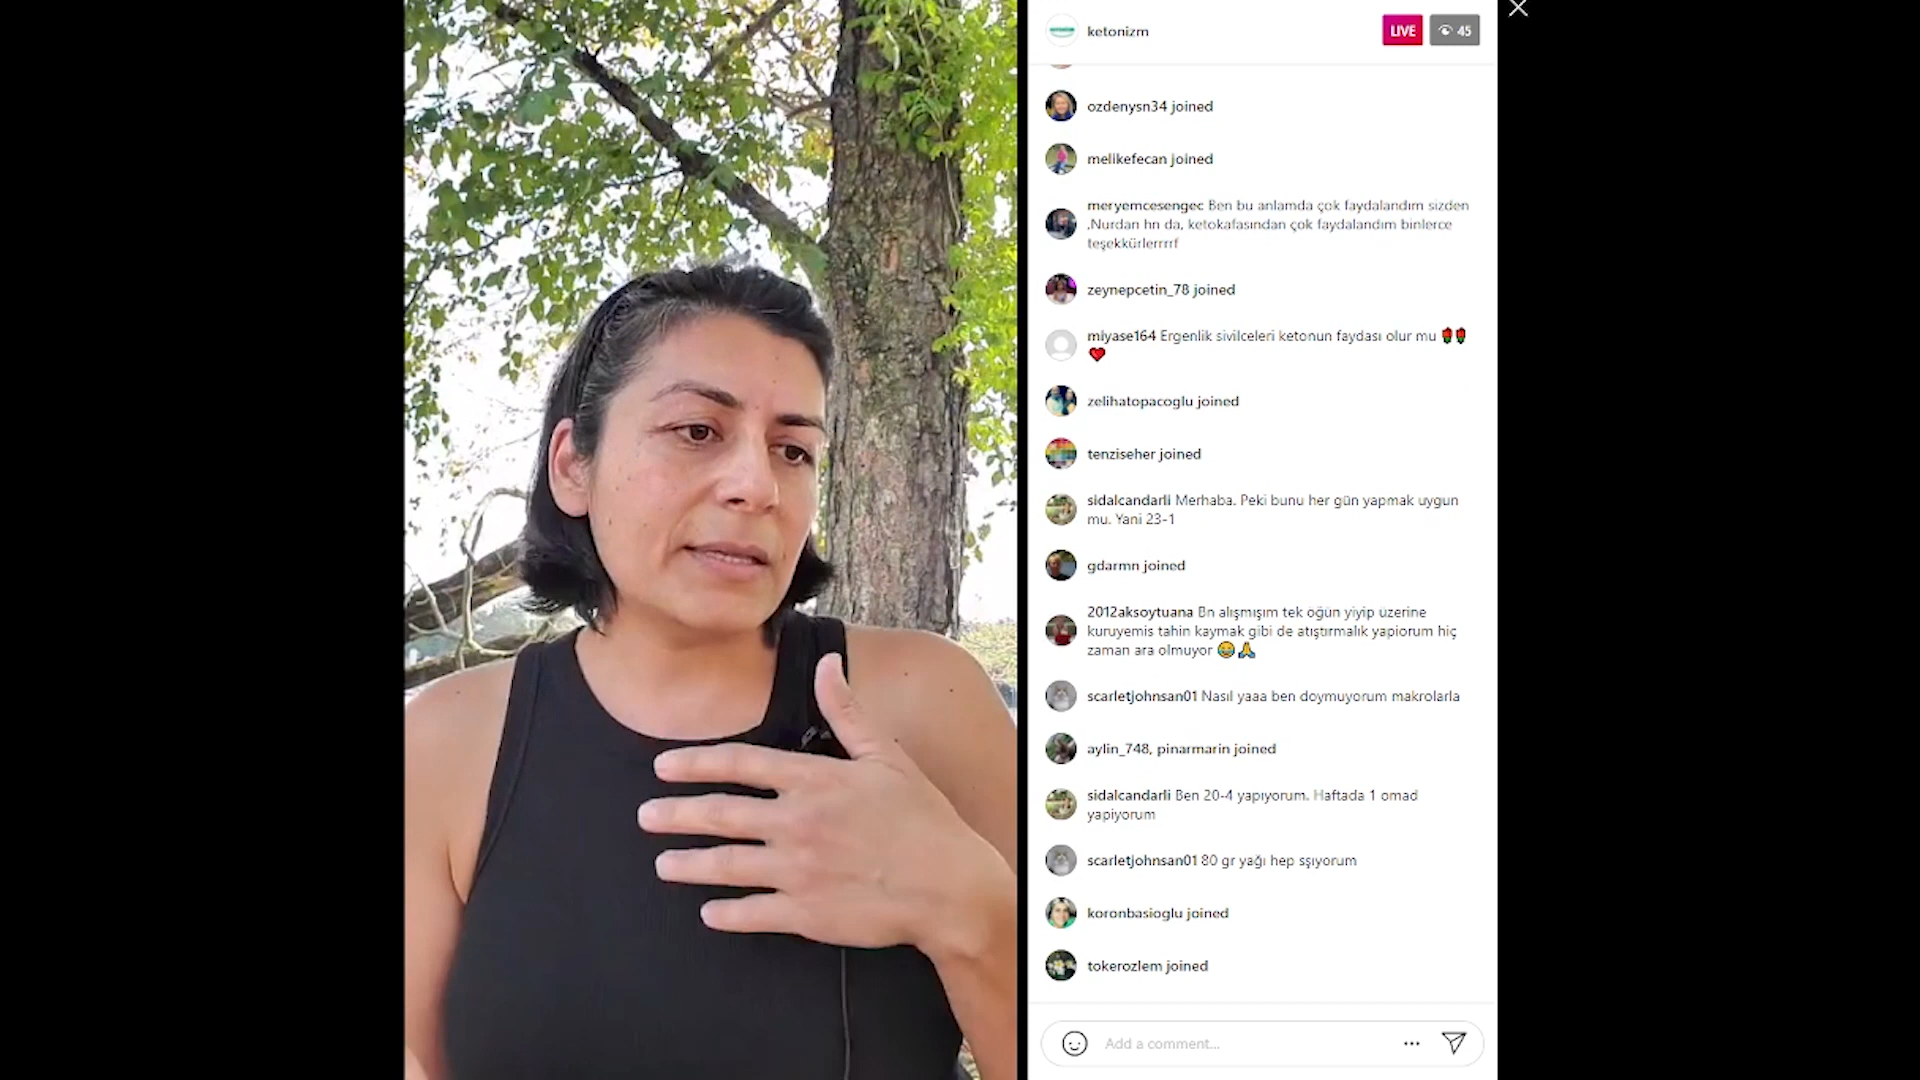 ketonizm
LIVE
45
ozdenysn34 joined
melikefecan joined
meryemcesengec Ben bu anlamda çok faydalandım sizden
,Nurdan hn da, ketokafasından çok faydalandım binlerce
teşekkürlerrrrf
zeynepcetin_78 joined
miyase164 Ergenlik sivilceleri ketonun faydası olur mu 🌹🌹
❤️
zelihatopacoglu joined
tenziseher joined
sidalcandarli Merhaba. Peki bunu her gün yapmak uygun
mu. Yani 23-1
gdarmn joined
2012aksoytuana Bn alışmışım tek öğün yiyip üzerine
kuruyemis tahin kaymak gibi de atıştırmalık yapiorum hiç
zaman ara olmuyor 😂🙏
scarletjohnsan01 Nasıl yaaa ben doymuyorum makrolarla
aylin_748, pinarmarin joined
sidalcandarli Ben 20-4 yapıyorum. Haftada 1 omad
yapiyorum
scarletjohnsan01 80 gr yağı hep sşıyorum
koronbasioglu joined
tokerozlem joined
Add a comment...